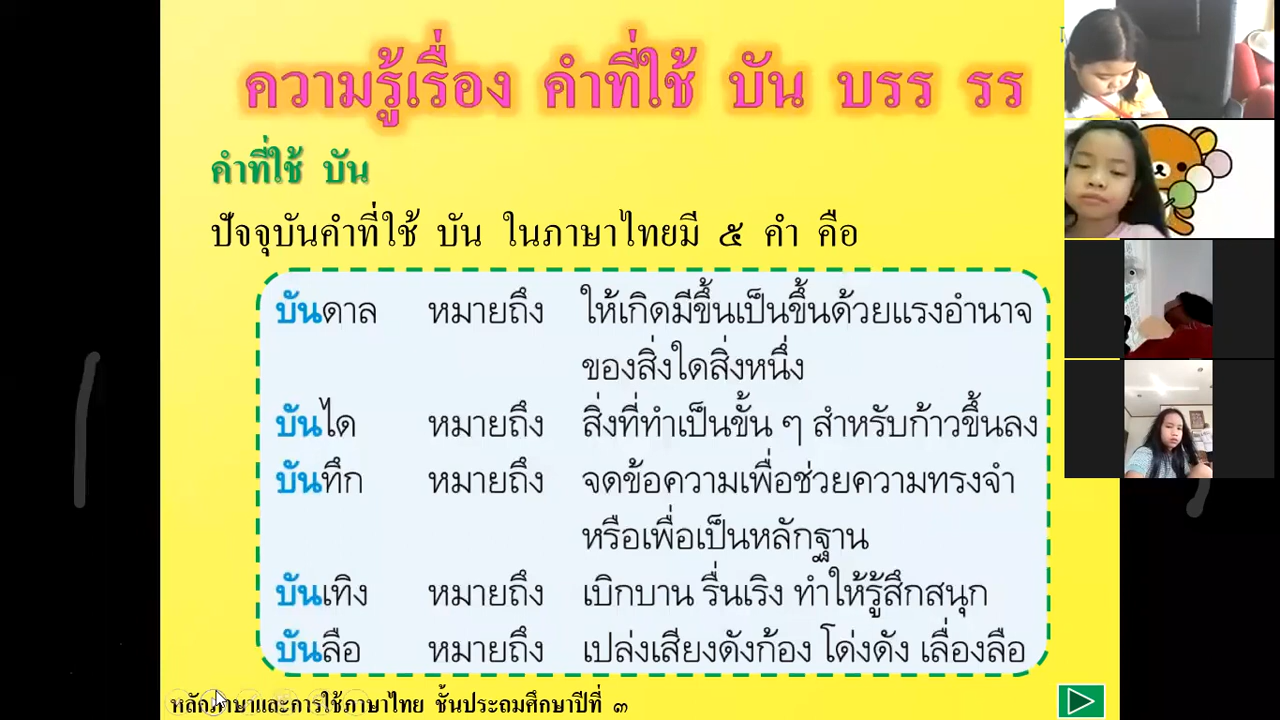 ความรู้เรื่อง คำที่ใช้ บัน บรร รร
คำที่ใช้ บัน
ปัจจุบันคำที่ใช้ บัน ในภาษาไทยมี ๕ คำ คือ
บันดาล หมายถึง ให้เกิดมีขึ้นเป็นขึ้นด้วยแรงอำนาจ
ของสิ่งใดสิ่งหนึ่ง
บันได หมายถึง สิ่งที่ทำเป็นขั้น ๆ สำหรับก้าวขึ้นลง
บันทึก หมายถึง จดข้อความเพื่อช่วยความทรงจำ
หรือเพื่อเป็นหลักฐาน
บันเทิง หมายถึง เบิกบาน รื่นเริง ทำให้รู้สึกสนุก
บันลือ หมายถึง เปล่งเสียงดังก้อง โด่งดัง เลื่องลือ
หลักภาษาและการใช้ภาษาไทย ชั้นประถมศึกษาปีที่ ๓